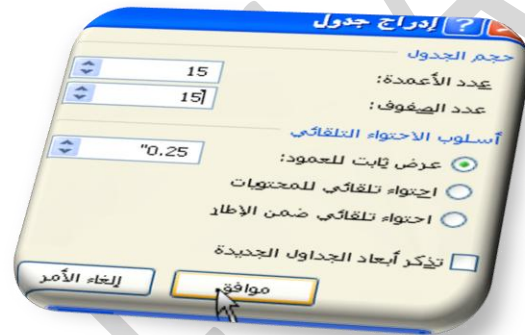 إدراج جدول
حجم الجدول
عدد الأعمدة: 15
عدد الصفوف: 15
أسلوب الاحتواء التلقائي
عرض ثابت للعمود: 0.25"
احتواء تلقائي للمحتويات
احتواء تلقائي ضمن الإطار
تذكر أبعاد الجداول الجديدة
موافق
إلغاء الأمر